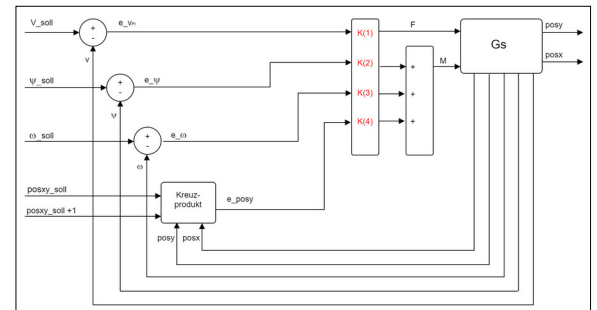 V_soll
+
-
e_vin
v
K(1)
F
Gs
posy
posx
ψ_soll
+
-
e_ψ
ψ
K(2)
+
M
K(3)
+
ω_soll
+
-
e_ω
ω
K(4)
+
posxy_soll
posxy_soll +1
Kreuz-
produkt
e_posy
posy
posx